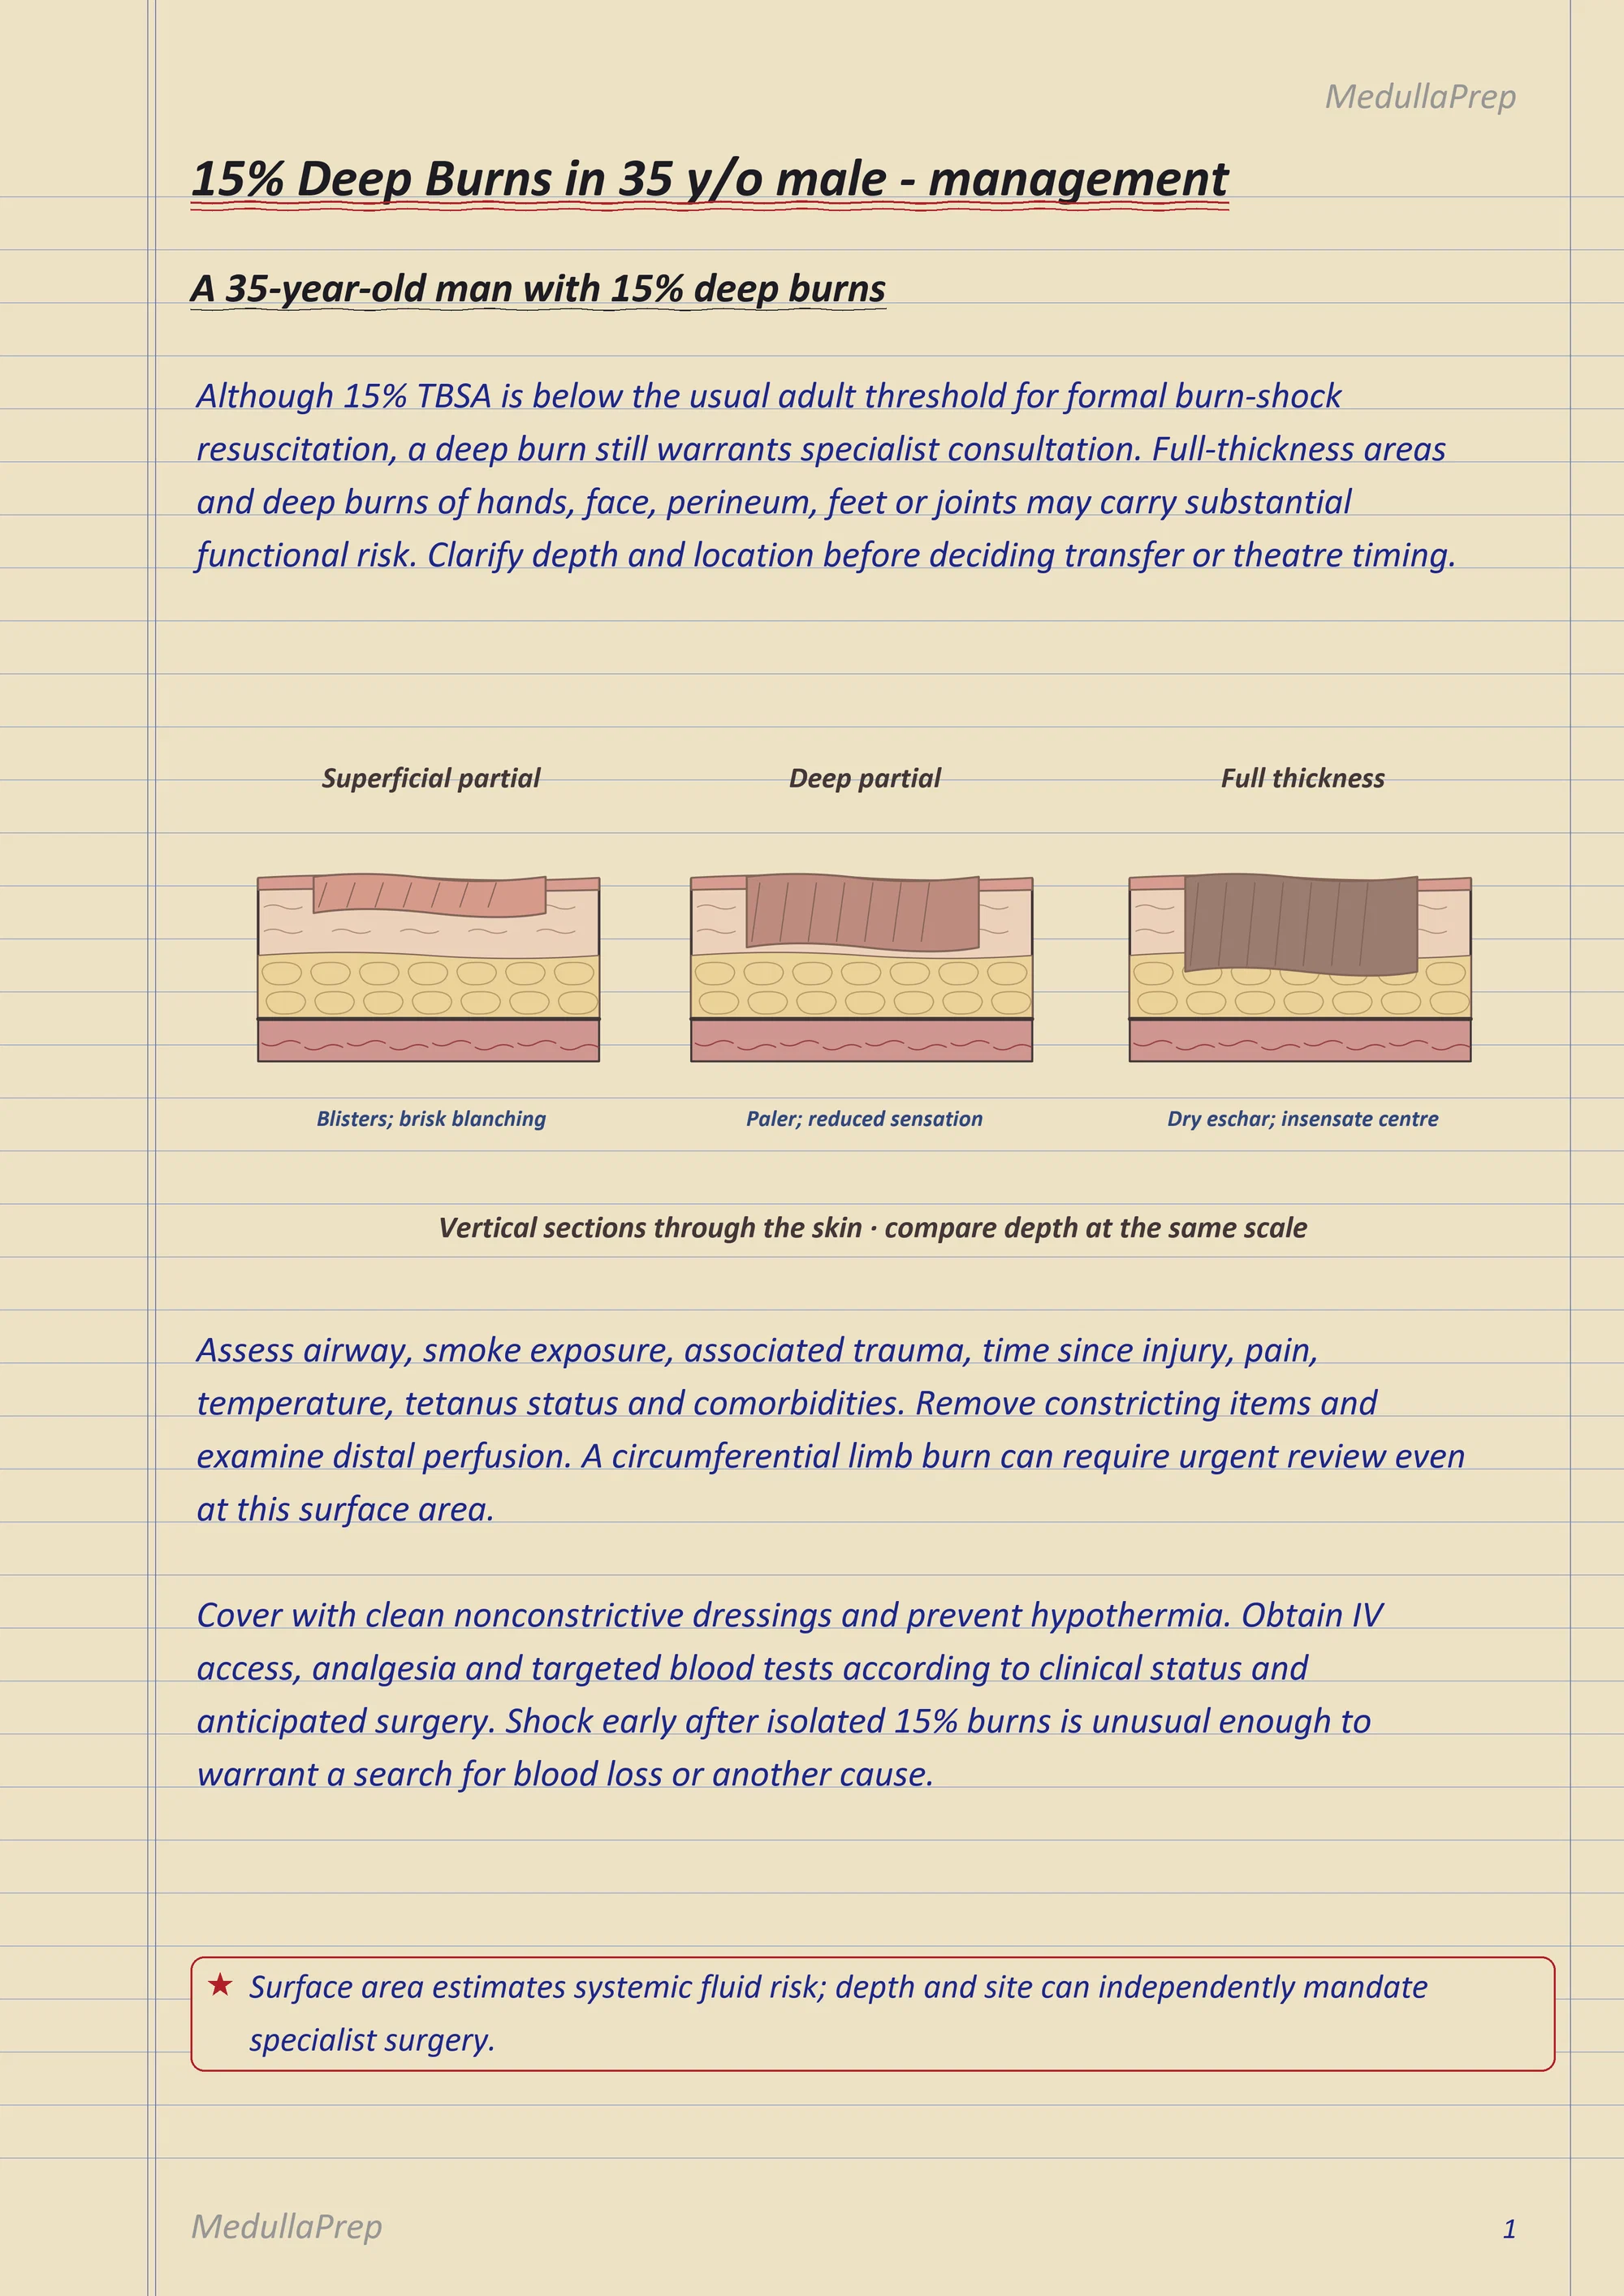 MedullaPrep
15% Deep Burns in 35 y/o male - management
A 35-year-old man with 15% deep burns
Although 15% TBSA is below the usual adult threshold for formal burn-shock
resuscitation, a deep burn still warrants specialist consultation. Full-thickness areas
and deep burns of hands, face, perineum, feet or joints may carry substantial
functional risk. Clarify depth and location before deciding transfer or theatre timing.
Superficial partial
Deep partial
Full thickness
Blisters; brisk blanching
Paler; reduced sensation
Dry eschar; insensate centre
Vertical sections through the skin · compare depth at the same scale
Assess airway, smoke exposure, associated trauma, time since injury, pain,
temperature, tetanus status and comorbidities. Remove constricting items and
examine distal perfusion. A circumferential limb burn can require urgent review even
at this surface area.
Cover with clean nonconstrictive dressings and prevent hypothermia. Obtain IV
access, analgesia and targeted blood tests according to clinical status and
anticipated surgery. Shock early after isolated 15% burns is unusual enough to
warrant a search for blood loss or another cause.
★ Surface area estimates systemic fluid risk; depth and site can independently mandate
specialist surgery.
MedullaPrep
1